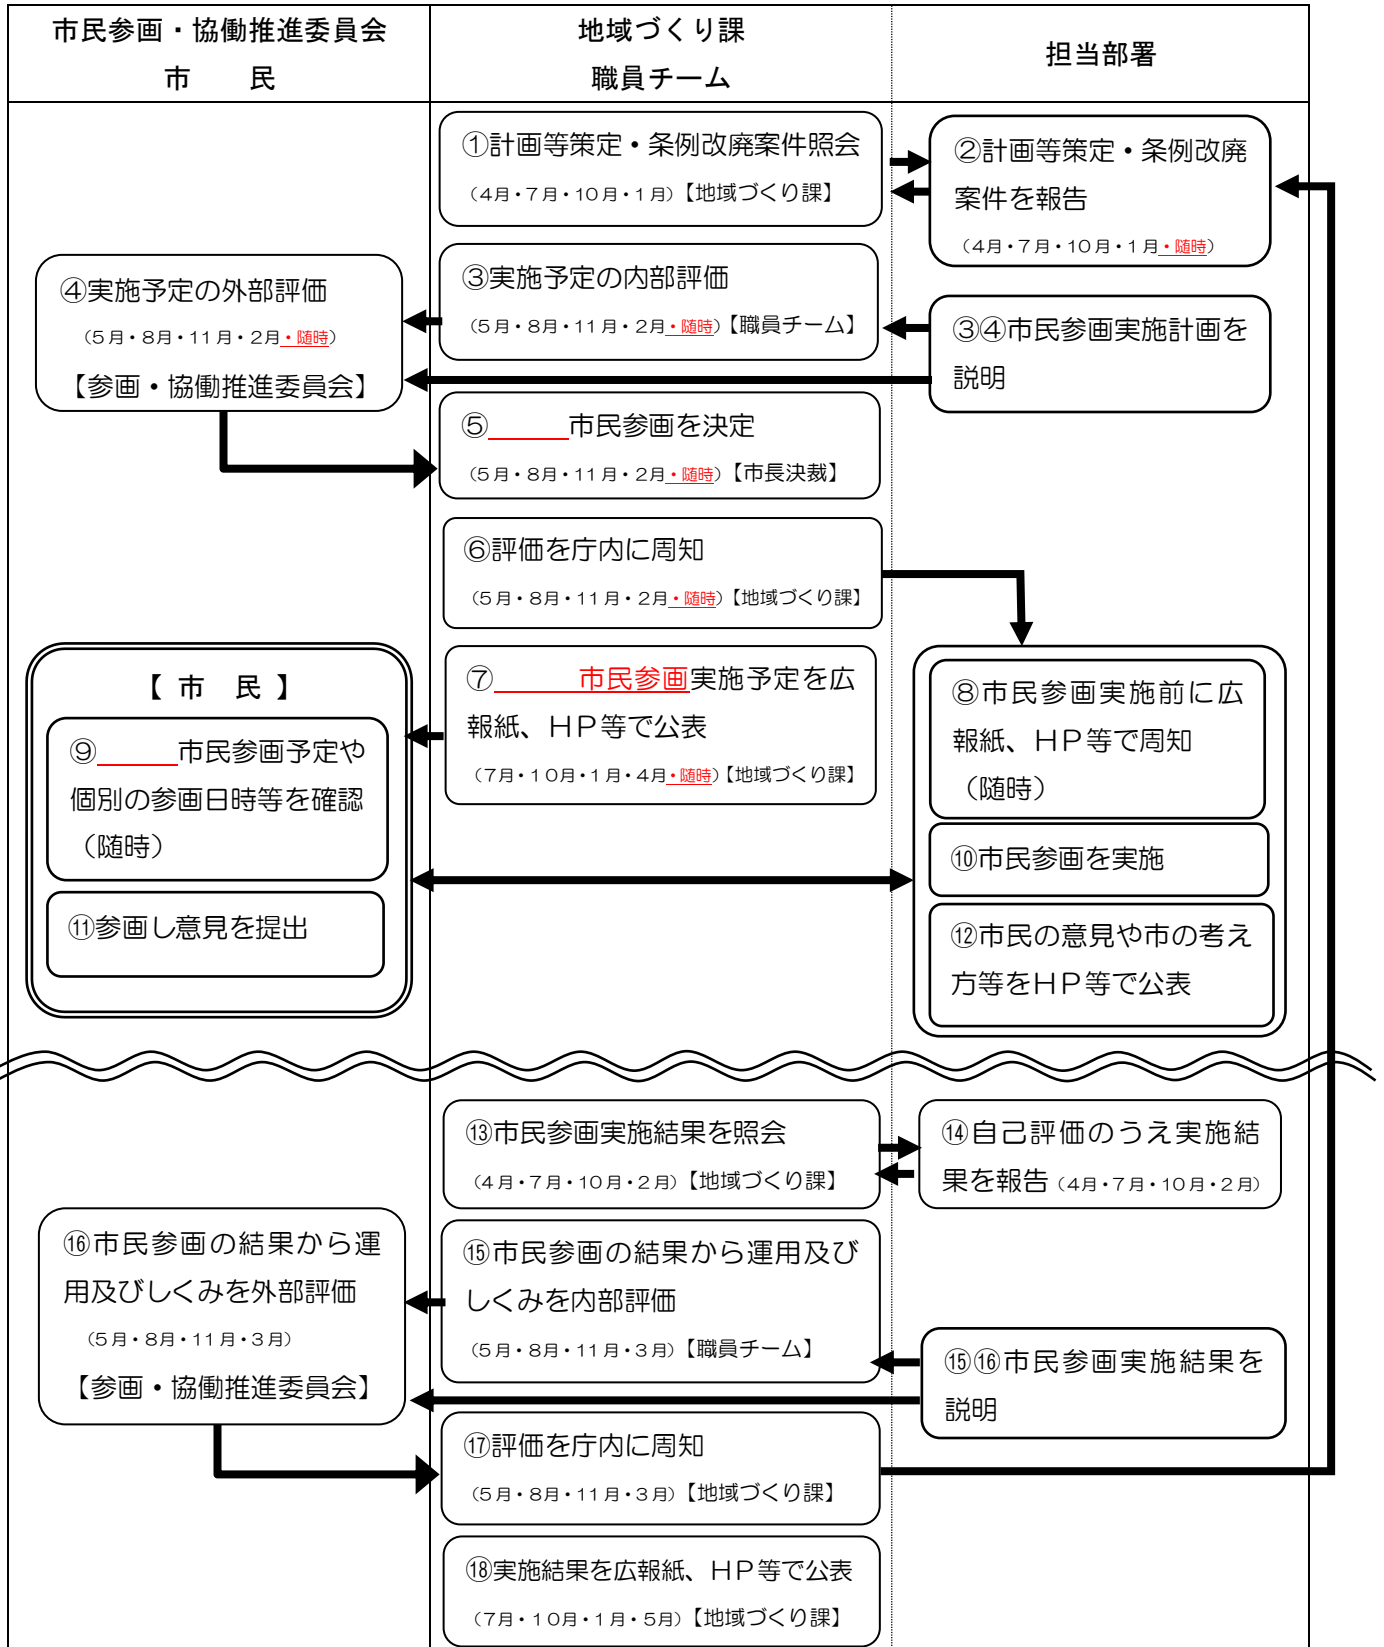 市民参画・協働推進委員会
市　　民
地域づくり課
職員チーム
担当部署
①計画等策定・条例改廃案件照会
（4月・7月・10月・1月）【地域づくり課】
②計画等策定・条例改廃
案件を報告
（4月・7月・10月・1月・随時）
③実施予定の内部評価
（5月・8月・11月・2月・随時）【職員チーム】
④実施予定の外部評価
（5月・8月・11月・2月・随時）
【参画・協働推進委員会】
③④市民参画実施計画を
説明
⑤　　　市民参画を決定
（5月・8月・11月・2月・随時）【市長決裁】
⑥評価を庁内に周知
（5月・8月・11月・2月・随時）【地域づくり課】
⑦　　　市民参画実施予定を広
報紙、HP等で公表
（7月・10月・1月・4月・随時）【地域づくり課】
⑧市民参画実施前に広
報紙、HP等で周知
（随時）
【 市　民 】
⑨　　　市民参画予定や
個別の参画日時等を確認
（随時）
⑩市民参画を実施
⑪参画し意見を提出
⑫市民の意見や市の考え
方等をHP等で公表
⑬市民参画実施結果を照会
（4月・7月・10月・2月）【地域づくり課】
⑭自己評価のうえ実施結
果を報告（4月・7月・10月・2月）
⑮市民参画の結果から運用及び
しくみを内部評価
（5月・8月・11月・3月）【職員チーム】
⑯市民参画の結果から運
用及びしくみを外部評価
（5月・8月・11月・3月）
【参画・協働推進委員会】
⑮⑯市民参画実施結果を
説明
⑰評価を庁内に周知
（5月・8月・11月・3月）【地域づくり課】
⑱実施結果を広報紙、HP等で公表
（7月・10月・1月・5月）【地域づくり課】